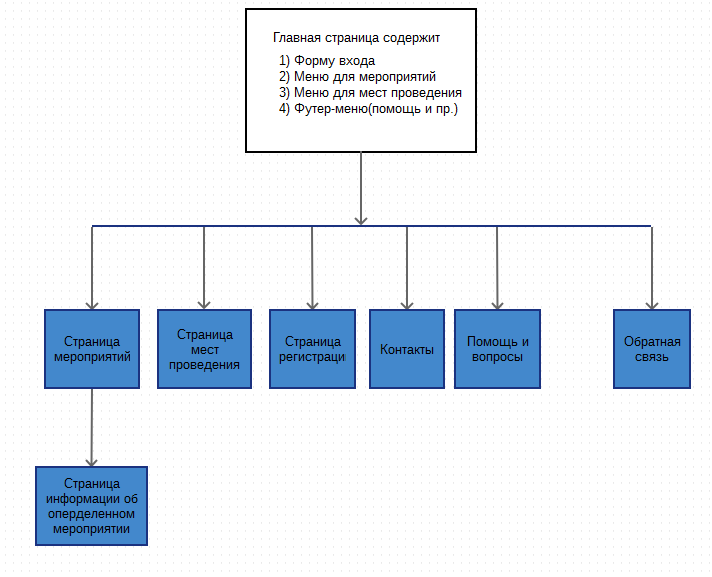 Главная страница содержит
1) Форму входа
2) Меню для мероприятий
3) Меню для мест проведения
4) Футер-меню(помощь и пр.)
Страница
мероприятий
Страница
мест
проведения
Страница
регистраци
Контакты
Помощь и
вопросы
Обратная
связь
Страница
информации об
оперделенном
мероприятии